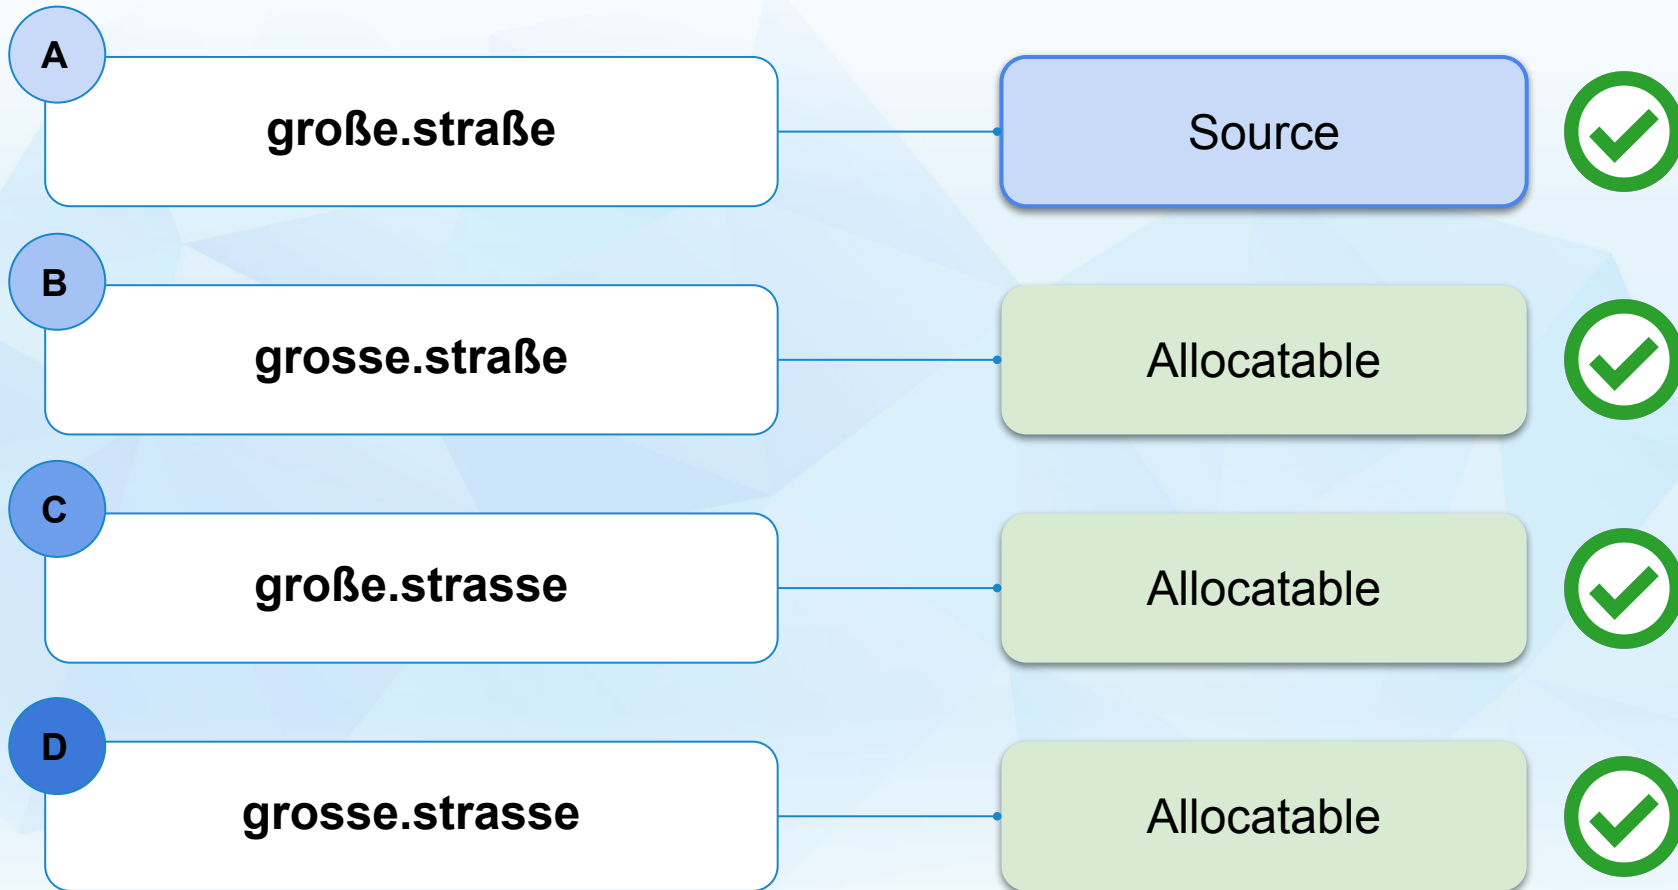 A
große.straße
Source
B
grosse.straße
Allocatable
C
große.strasse
Allocatable
D
grosse.strasse
Allocatable